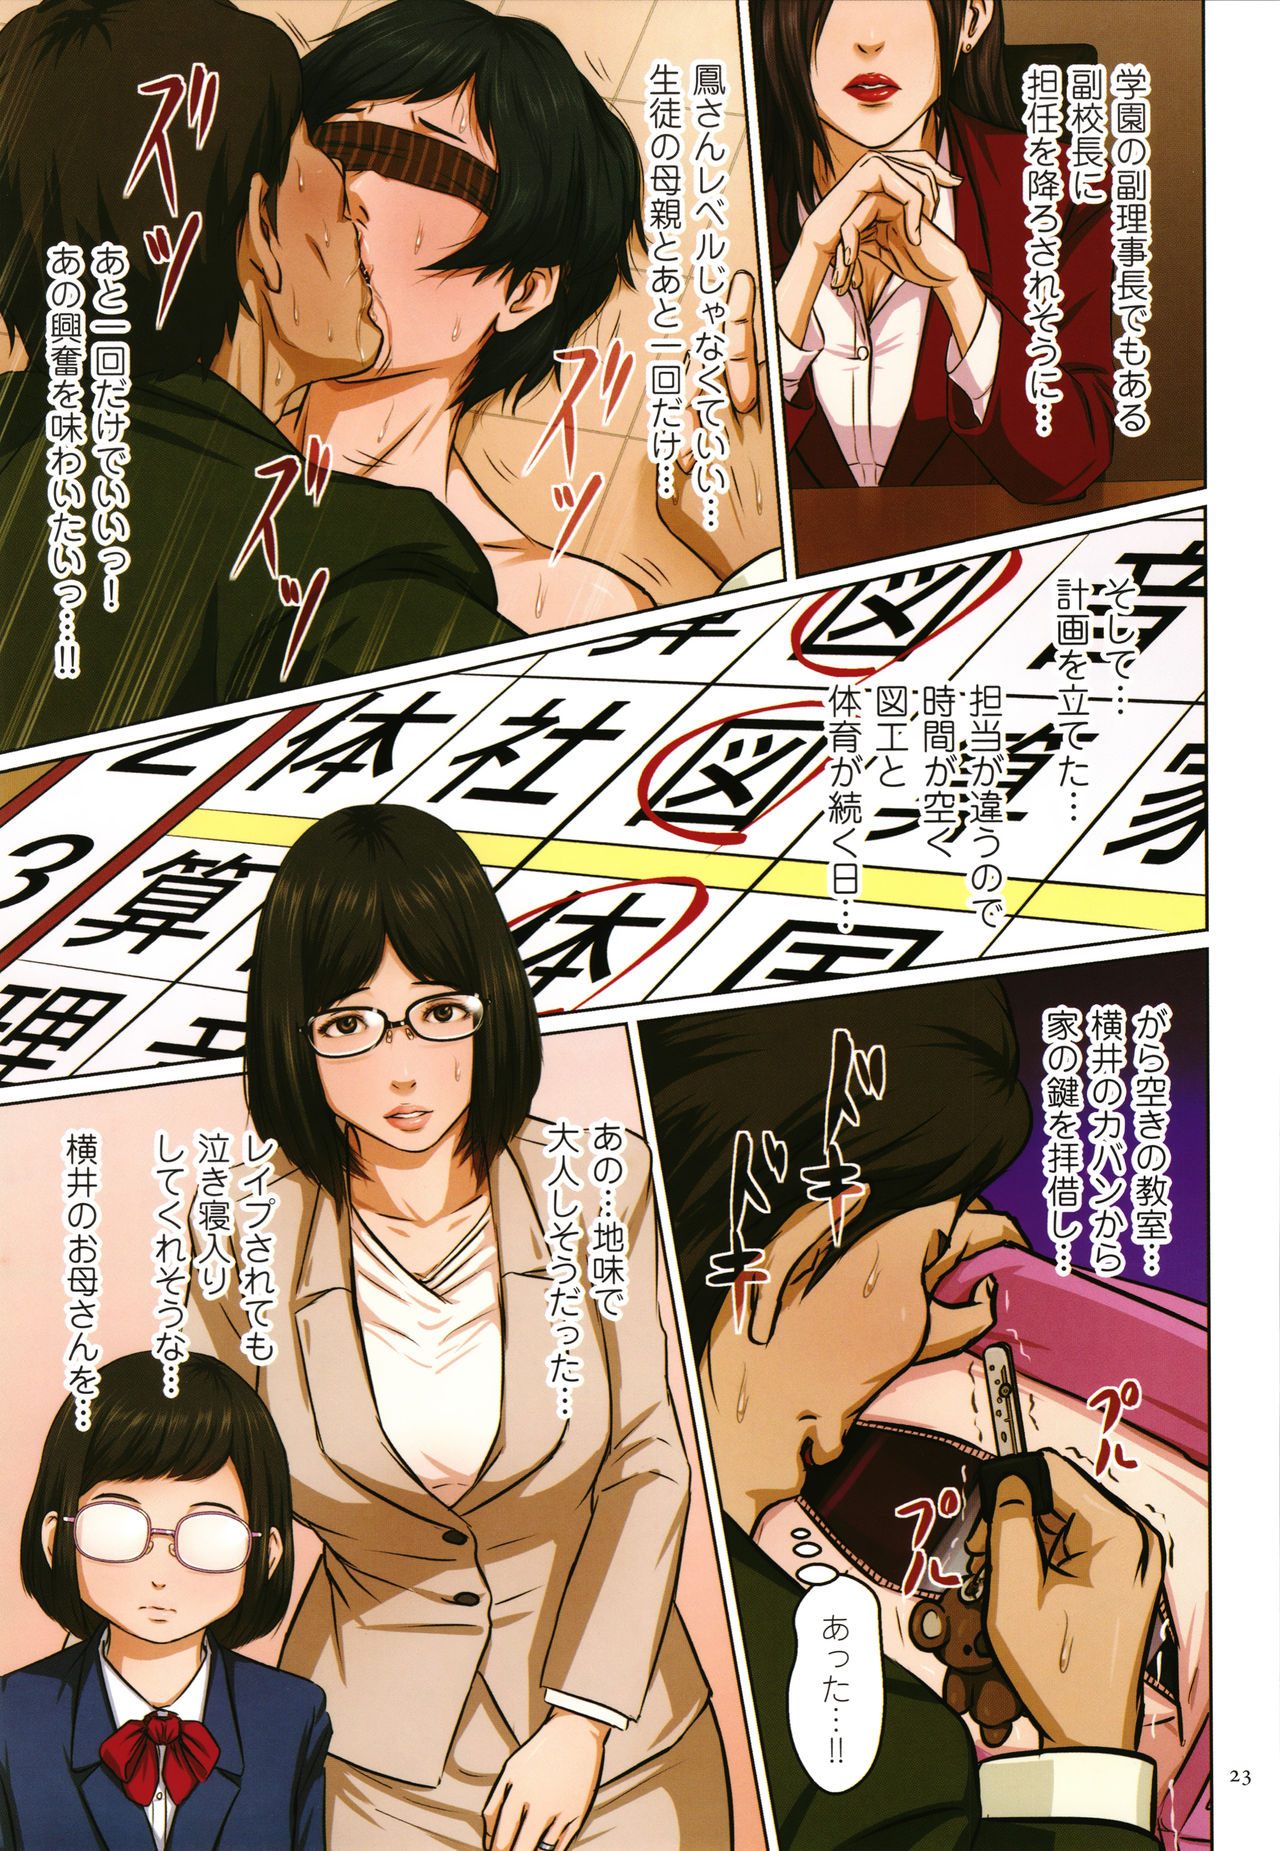 学園の副理事長でもある
副校長に
担任を降ろされそうに…
鳳さんレベルじゃなくていい…
生徒の母親とあと一回だけ…
ズッ
ズッ
ズッ
ズッ
あと一回だけでいいっ！
あの興奮を味わいたいっ…!!
そして…
計画を立てた…
担当が違うので
時間が空く
図工と
体育が続く日…
図
育
2
体
社
図
算
家
3
算
体
国
理
がら空きの教室…
横井のカバンから
家の鍵を拝借し…
ドキ
ドキ
プル
プル
あった…!!
あの…地味で
大人しそうだった…
レイプされても
泣き寝入り
してくれそうな…
横井のお母さんを…
23